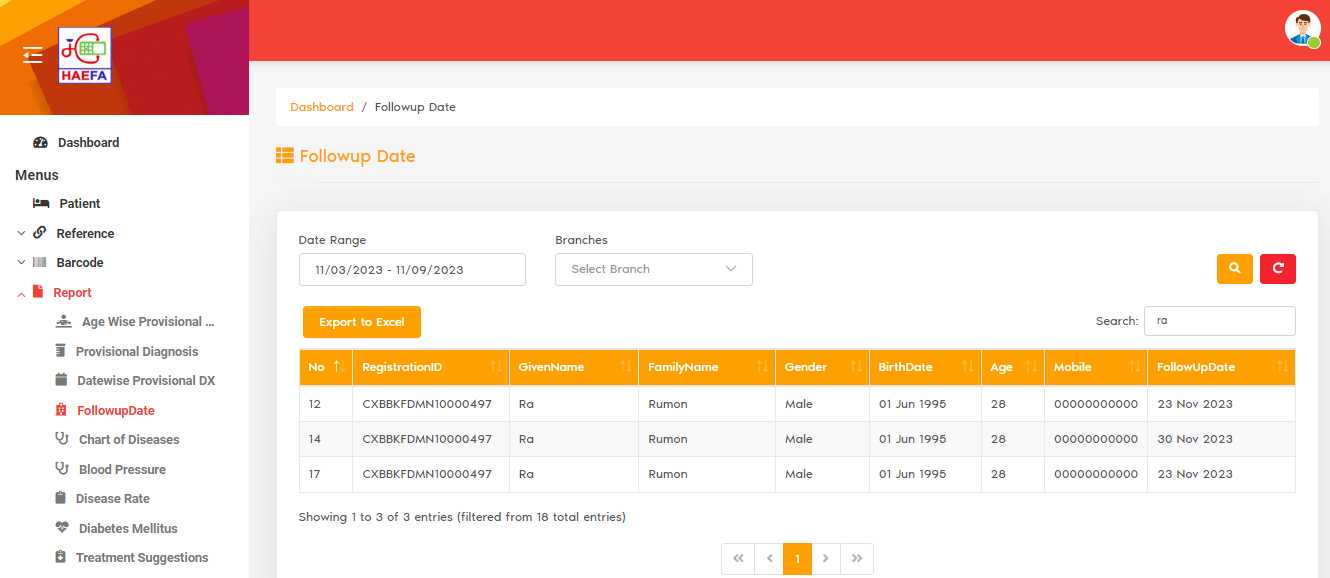 HAEFA
Dashboard
Menus
Patient
Reference
Barcode
Report
Age Wise Provisional ...
Provisional Diagnosis
Datewise Provisional DX
FollowupDate
Chart of Diseases
Blood Pressure
Disease Rate
Diabetes Mellitus
Treatment Suggestions
Dashboard / Followup Date
Followup Date
Date Range Branches
11/03/2023 - 11/09/2023 Select Branch
Export to Excel Search: ra
No RegistrationID GivenName FamilyName Gender BirthDate Age Mobile FollowUpDate
12 CXBBKFDMN10000497 Ra Rumon Male 01 Jun 1995 28 00000000000 23 Nov 2023
14 CXBBKFDMN10000497 Ra Rumon Male 01 Jun 1995 28 00000000000 30 Nov 2023
17 CXBBKFDMN10000497 Ra Rumon Male 01 Jun 1995 28 00000000000 23 Nov 2023
Showing 1 to 3 of 3 entries (filtered from 18 total entries)
« ‹ 1 › »